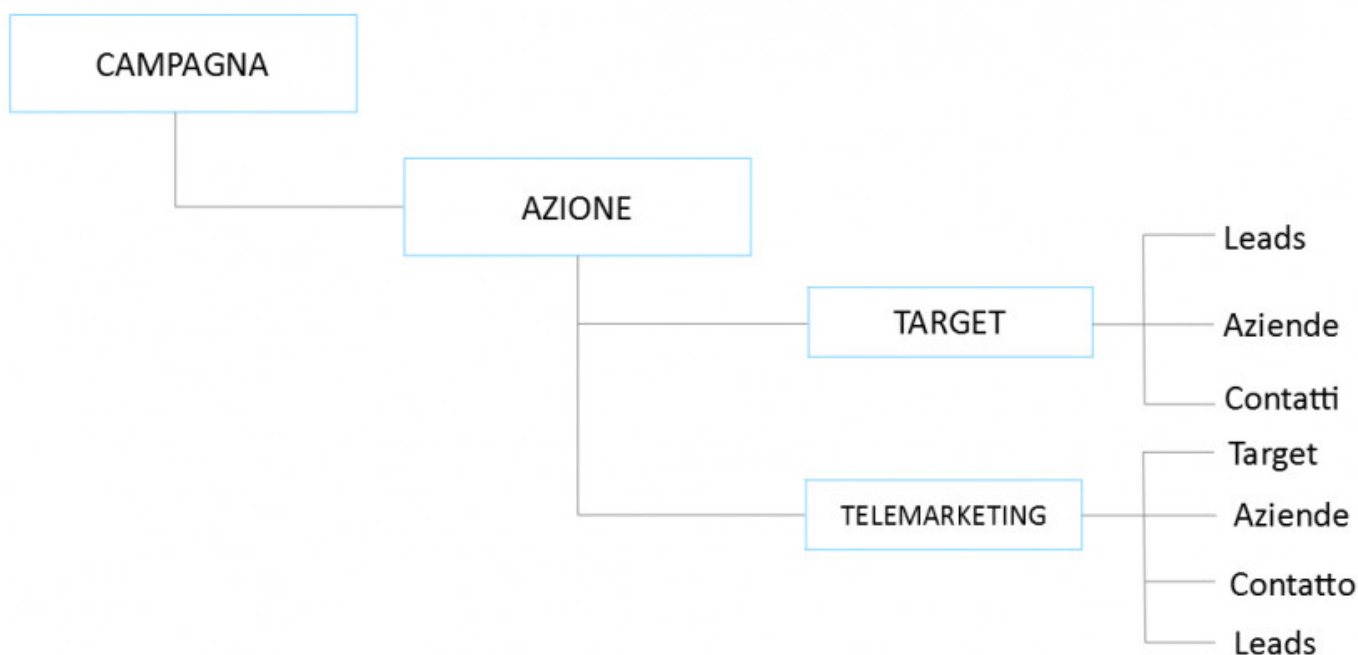 CAMPAGNA
AZIONE
TARGET
Leads
Aziende
Contatti
TELEMARKETING
Target
Aziende
Contatto
Leads